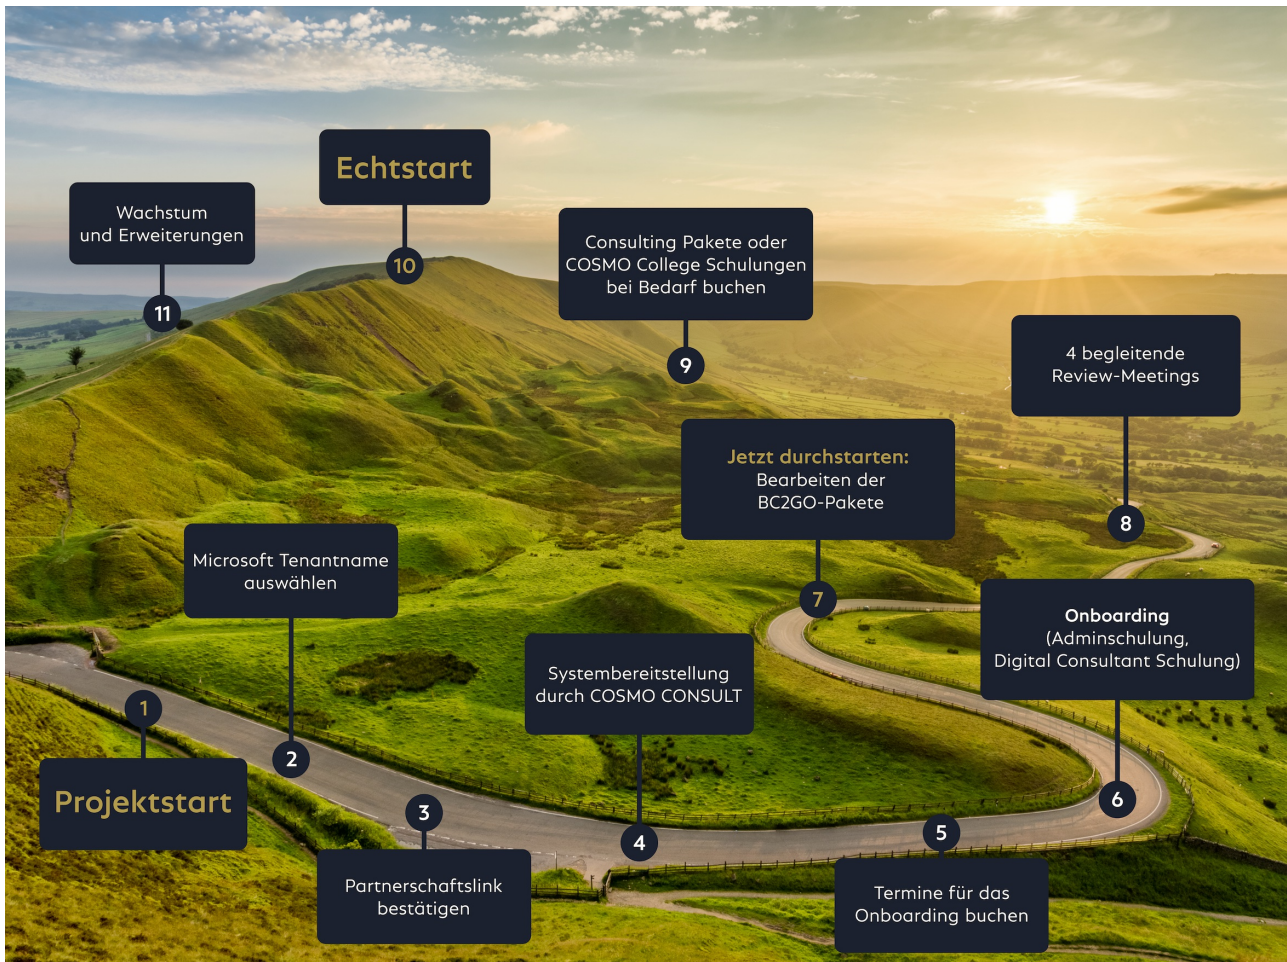 1
Projektstart
2
Microsoft Tenantname
auswählen
3
Partnerschaftslink
bestätigen
4
Systembereitstellung
durch COSMO CONSULT
5
Termine für das
Onboarding buchen
6
Onboarding
(Adminschulung,
Digital Consultant Schulung)
7
Jetzt durchstarten:
Bearbeiten der
BC2GO-Pakete
8
4 begleitende
Review-Meetings
9
Consulting Pakete oder
COSMO College Schulungen
bei Bedarf buchen
10
Echtstart
11
Wachstum
und Erweiterungen